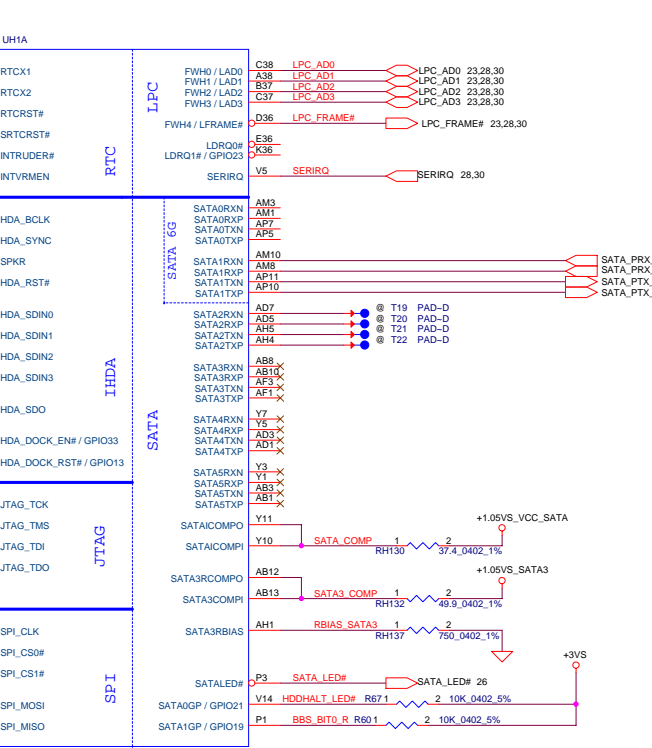 UH1A
RTCX1
RTCX2
RTCRST#
SRTCRST#
INTRUDER#
INTVRMEN
RTC
LPC
FWH0 / LAD0 C38 LPC_AD0 LPC_AD0 23,28,30
FWH1 / LAD1 A38 LPC_AD1 LPC_AD1 23,28,30
FWH2 / LAD2 B37 LPC_AD2 LPC_AD2 23,28,30
FWH3 / LAD3 C37 LPC_AD3 LPC_AD3 23,28,30
FWH4 / LFRAME# D36 LPC_FRAME# LPC_FRAME# 23,28,30
LDRQ0# E36
LDRQ1# / GPIO23 K36
SERIRQ V5 SERIRQ SERIRQ 28,30
HDA_BCLK
HDA_SYNC
SPKR
HDA_RST#
HDA_SDIN0
HDA_SDIN1
HDA_SDIN2
HDA_SDIN3
HDA_SDO
HDA_DOCK_EN# / GPIO33
HDA_DOCK_RST# / GPIO13
IHDA
SATA 6G
SATA
SATA0RXN AM3
SATA0RXP AM1
SATA0TXN AP7
SATA0TXP AP5
SATA1RXN AM10 SATA_PRX_
SATA1RXP AM8 SATA_PRX_
SATA1TXN AP11 SATA_PTX_
SATA1TXP AP10 SATA_PTX_
SATA2RXN AD7 @ T19 PAD-D
SATA2RXP AD5 @ T20 PAD-D
SATA2TXN AH5 @ T21 PAD-D
SATA2TXP AH4 @ T22 PAD-D
SATA3RXN AB8
SATA3RXP AB10
SATA3TXN AF3
SATA3TXP AF1
SATA4RXN Y7
SATA4RXP Y5
SATA4TXN AD3
SATA4TXP AD1
SATA5RXN Y3
SATA5RXP Y1
SATA5TXN AB3
SATA5TXP AB1
JTAG_TCK
JTAG_TMS
JTAG_TDI
JTAG_TDO
JTAG
+1.05VS_VCC_SATA
SATAICOMPO Y11
SATAICOMPI Y10 SATA_COMP 1 2
RH130 37.4_0402_1%
+1.05VS_SATA3
SATA3RCOMPO AB12
SATA3COMPI AB13 SATA3_COMP 1 2
RH132 49.9_0402_1%
SATA3RBIAS AH1 RBIAS_SATA3 1 2
RH137 750_0402_1%
SPI_CLK
SPI_CS0#
SPI_CS1#
SPI_MOSI
SPI_MISO
SPI
+3VS
SATALED# P3 SATA_LED# SATA_LED# 26
SATA0GP / GPIO21 V14 HDDHALT_LED# R67 1 2 10K_0402_5%
SATA1GP / GPIO19 P1 BBS_BIT0_R R60 1 2 10K_0402_5%